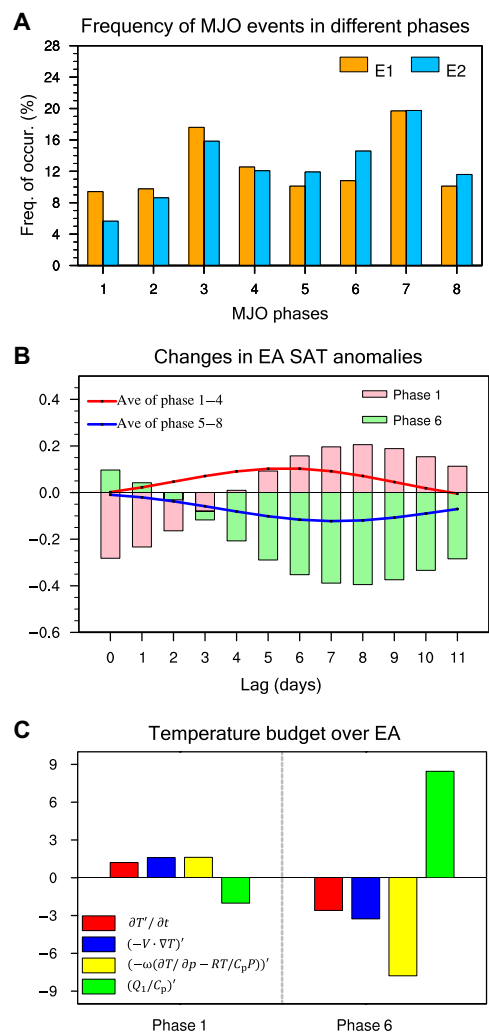 A Frequency of MJO events in different phases
28
24
20
16
12
8
4
0
Freq. of occur. (%)
E1 E2
1 2 3 4 5 6 7 8
MJO phases
B Changes in EA SAT anomalies
0.4
0.2
0.0
−0.2
−0.4
−0.6
Ave of phase 1–4
Ave of phase 5–8
Phase 1
Phase 6
0 1 2 3 4 5 6 7 8 9 10 11
Lag (days)
C Temperature budget over EA
9
6
3
0
−3
−6
−9
∂T′/∂t
(−V · ∇T)′
(−ω(∂T/∂p−RT/CpP))′
(Q1/Cp)′
Phase 1 Phase 6